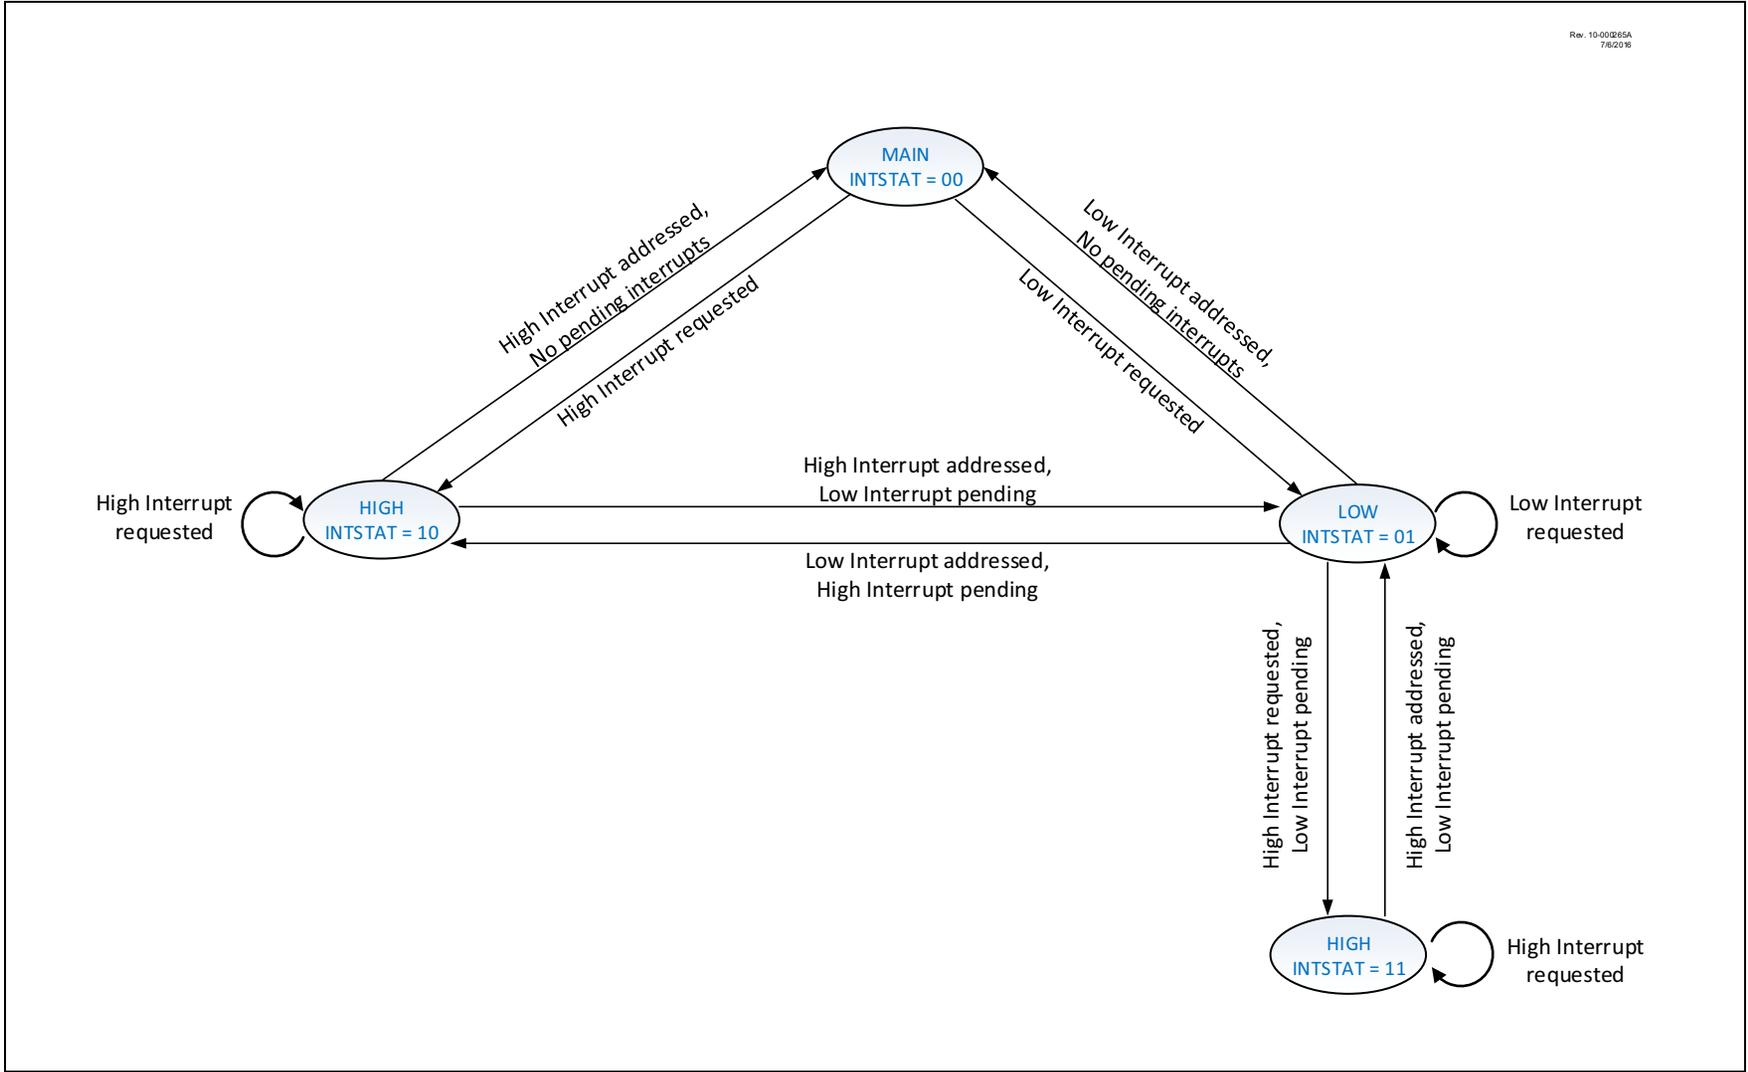 Rev. 10-000265A
7/6/2016
MAIN
INTSTAT = 00
High Interrupt addressed,
No pending interrupts
High Interrupt requested
Low Interrupt addressed,
No pending interrupts
Low Interrupt requested
High Interrupt addressed,
Low Interrupt pending
High Interrupt
requested
HIGH
INTSTAT = 10
LOW
INTSTAT = 01
Low Interrupt
requested
Low Interrupt addressed,
High Interrupt pending
High Interrupt requested,
Low Interrupt pending
High Interrupt addressed,
Low Interrupt pending
HIGH
INTSTAT = 11
High Interrupt
requested